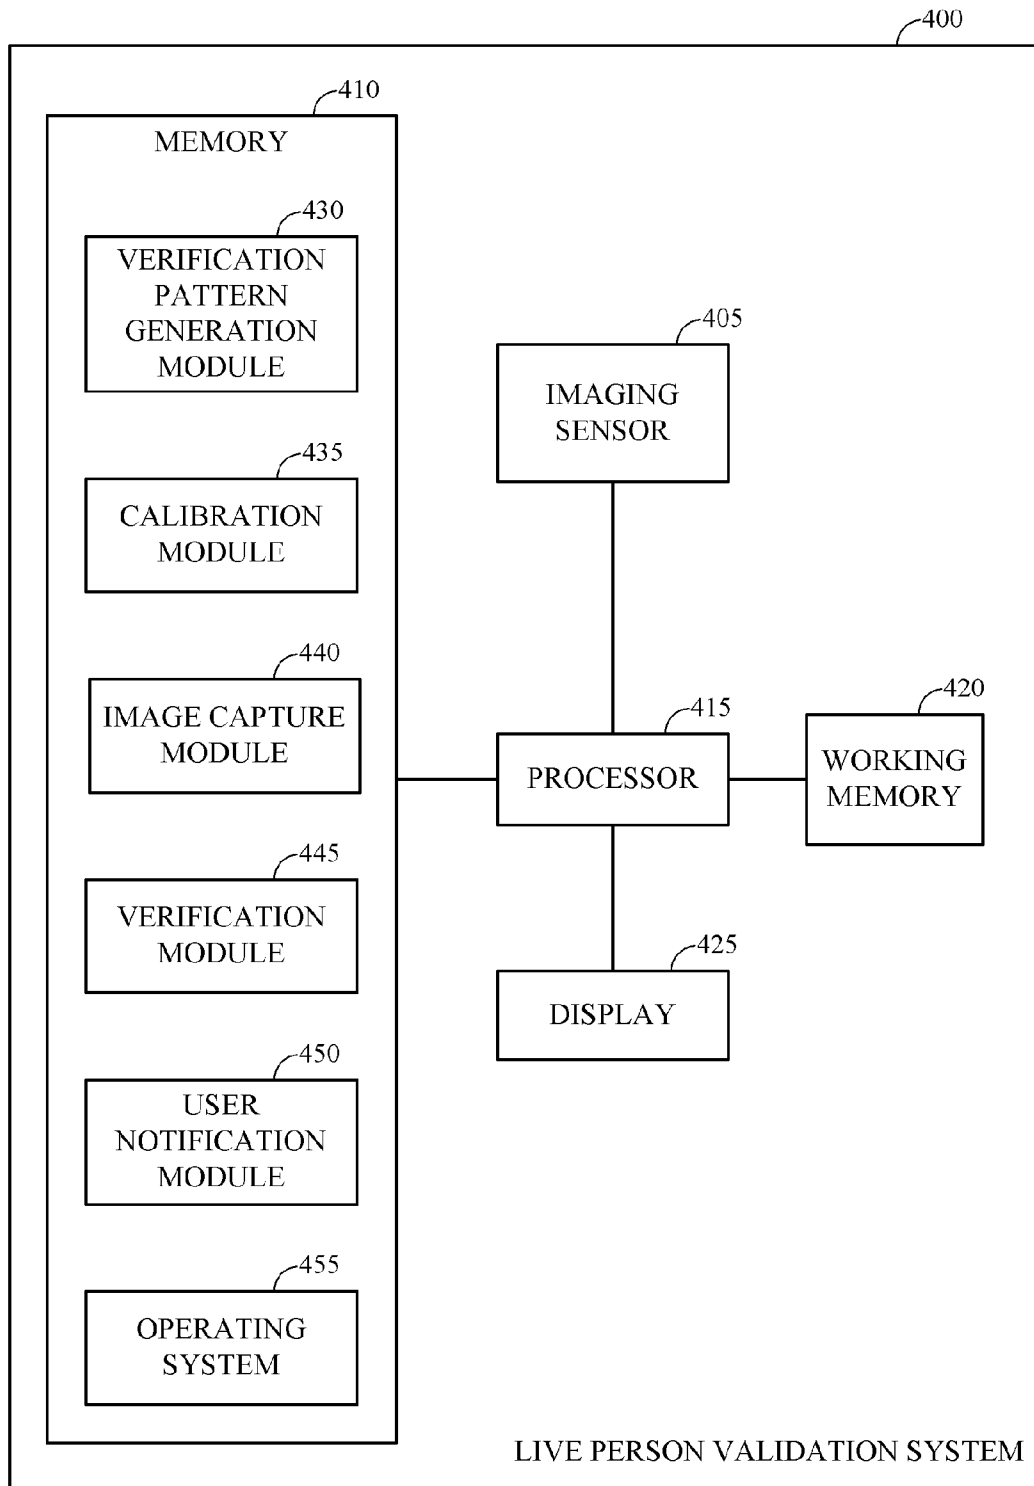 400
410
MEMORY
430
VERIFICATION
PATTERN
GENERATION
MODULE
435
CALIBRATION
MODULE
440
IMAGE CAPTURE
MODULE
445
VERIFICATION
MODULE
450
USER
NOTIFICATION
MODULE
455
OPERATING
SYSTEM
405
IMAGING
SENSOR
415
PROCESSOR
420
WORKING
MEMORY
425
DISPLAY
LIVE PERSON VALIDATION SYSTEM